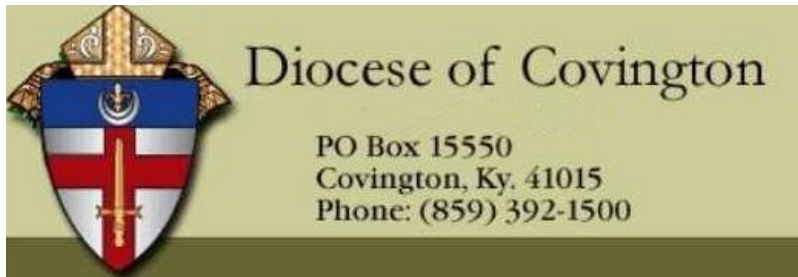 Diocese of Covington
PO Box 15550
Covington, Ky. 41015
Phone: (859) 392-1500